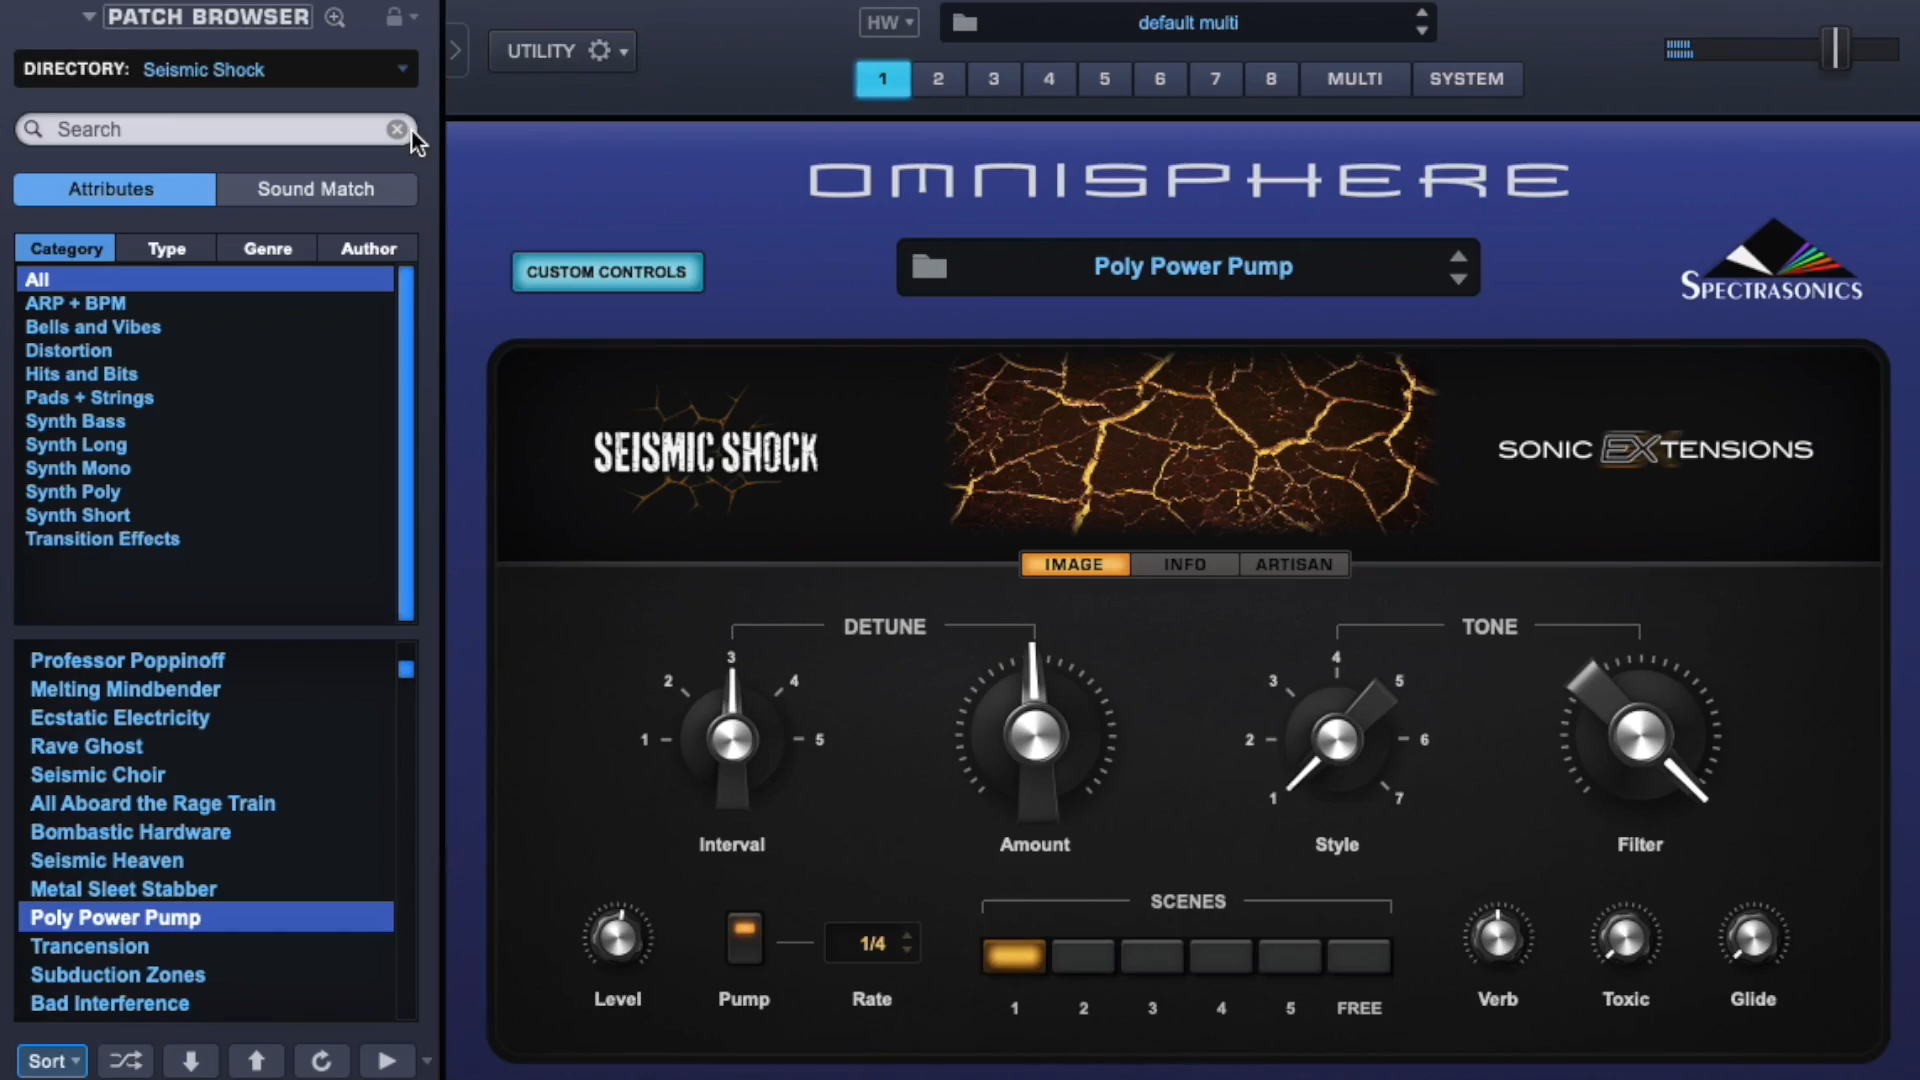 PATCH BROWSER
DIRECTORY: Seismic Shock
Search
Attributes
Sound Match
Category
Type
Genre
Author
All
ARP + BPM
Bells and Vibes
Distortion
Hits and Bits
Pads + Strings
Synth Bass
Synth Long
Synth Mono
Synth Poly
Synth Short
Transition Effects
Professor Poppinoff
Melting Mindbender
Ecstatic Electricity
Rave Ghost
Seismic Choir
All Aboard the Rage Train
Bombastic Hardware
Seismic Heaven
Metal Sleet Stabber
Poly Power Pump
Trancension
Subduction Zones
Bad Interference
Sort
UTILITY
HW
default multi
1 2 3 4 5 6 7 8 MULTI SYSTEM
OMNISPHERE
CUSTOM CONTROLS
Poly Power Pump
SPECTRASONICS
SEISMIC SHOCK
SONIC EXTENSIONS
IMAGE INFO ARTISAN
DETUNE
1 2 3 4 5
Interval
Amount
TONE
1 2 3 4 5 6 7
Style
Filter
Level
Pump
1/4
Rate
SCENES
1 2 3 4 5 FREE
Verb
Toxic
Glide